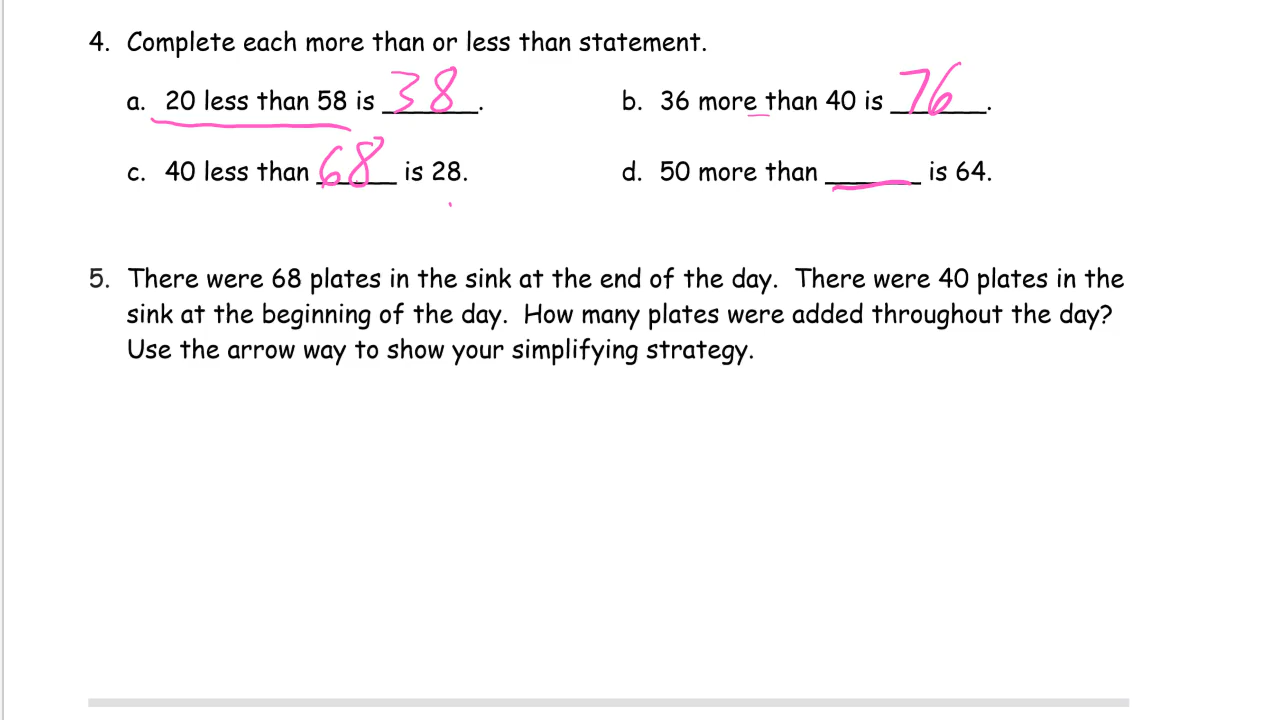 4. Complete each more than or less than statement.
a. 20 less than 58 is 38. b. 36 more than 40 is 76.
c. 40 less than 68 is 28. d. 50 more than ______ is 64.
5. There were 68 plates in the sink at the end of the day. There were 40 plates in the
sink at the beginning of the day. How many plates were added throughout the day?
Use the arrow way to show your simplifying strategy.